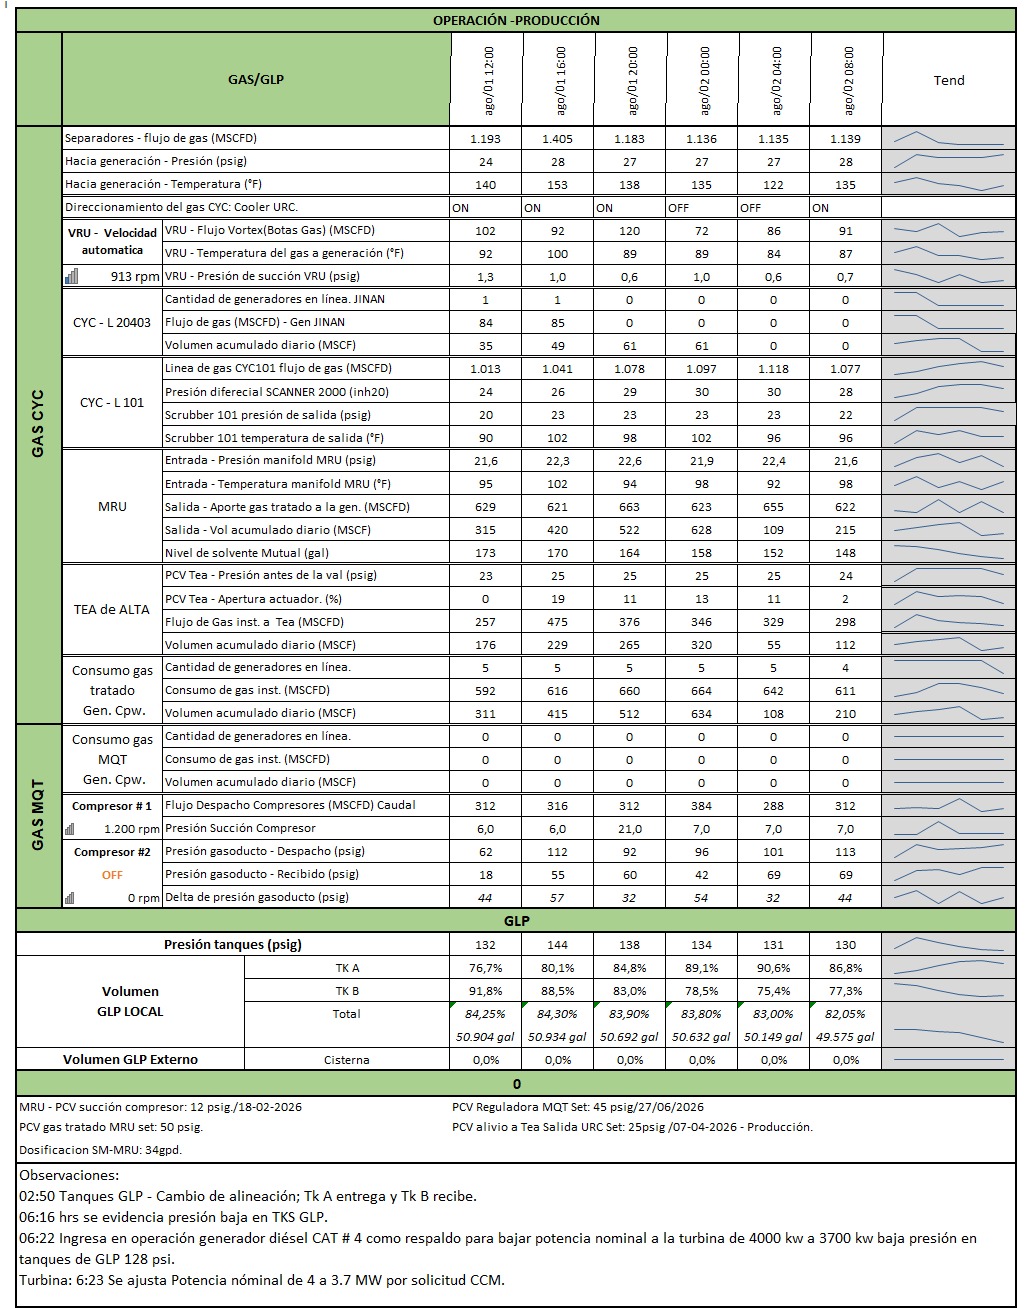 OPERACIÓN -PRODUCCIÓN
GAS/GLP ago/01 12:00 ago/01 16:00 ago/01 20:00 ago/02 00:00 ago/02 04:00 ago/02 08:00 Tend
GAS CYC
Separadores - flujo de gas (MSCFD) 1.193 1.405 1.183 1.136 1.135 1.139
Hacia generación - Presión (psig) 24 28 27 27 27 28
Hacia generación - Temperatura (°F) 140 153 138 135 122 135
Direccionamiento del gas CYC: Cooler URC. ON ON ON OFF OFF ON
VRU - Velocidad automatica
VRU - Flujo Vortex(Botas Gas) (MSCFD) 102 92 120 72 86 91
VRU - Temperatura del gas a generación (°F) 92 100 89 89 84 87
913 rpm VRU - Presión de succión VRU (psig) 1,3 1,0 0,6 1,0 0,6 0,7
CYC - L 20403
Cantidad de generadores en línea. JINAN 1 1 0 0 0 0
Flujo de gas (MSCFD) - Gen JINAN 84 85 0 0 0 0
Volumen acumulado diario (MSCF) 35 49 61 61 0 0
CYC - L 101
Linea de gas CYC101 flujo de gas (MSCFD) 1.013 1.041 1.078 1.097 1.118 1.077
Presión diferecial SCANNER 2000 (inh20) 24 26 29 30 30 28
Scrubber 101 presión de salida (psig) 20 23 23 23 23 22
Scrubber 101 temperatura de salida (°F) 90 102 98 102 96 96
MRU
Entrada - Presión manifold MRU (psig) 21,6 22,3 22,6 21,9 22,4 21,6
Entrada - Temperatura manifold MRU (°F) 95 102 94 98 92 98
Salida - Aporte gas tratado a la gen. (MSCFD) 629 621 663 623 655 622
Salida - Vol acumulado diario (MSCF) 315 420 522 628 109 215
Nivel de solvente Mutual (gal) 173 170 164 158 152 148
TEA de ALTA
PCV Tea - Presión antes de la val (psig) 23 25 25 25 25 24
PCV Tea - Apertura actuador. (%) 0 19 11 13 11 2
Flujo de Gas inst. a Tea (MSCFD) 257 475 376 346 329 298
Volumen acumulado diario (MSCF) 176 229 265 320 55 112
Consumo gas tratado Gen. Cpw.
Cantidad de generadores en línea. 5 5 5 5 5 4
Consumo de gas inst. (MSCFD) 592 616 660 664 642 611
Volumen acumulado diario (MSCF) 311 415 512 634 108 210
GAS MQT
Consumo gas MQT Gen. Cpw.
Cantidad de generadores en línea. 0 0 0 0 0 0
Consumo de gas inst. (MSCFD) 0 0 0 0 0 0
Volumen acumulado diario (MSCF) 0 0 0 0 0 0
Compresor # 1 Flujo Despacho Compresores (MSCFD) Caudal 312 316 312 384 288 312
1.200 rpm Presión Succión Compresor 6,0 6,0 21,0 7,0 7,0 7,0
Compresor #2 Presión gasoducto - Despacho (psig) 62 112 92 96 101 113
OFF Presión gasoducto - Recibido (psig) 18 55 60 42 69 69
0 rpm Delta de presión gasoducto (psig) 44 57 32 54 32 44
GLP
Presión tanques (psig) 132 144 138 134 131 130
Volumen GLP LOCAL
TK A 76,7% 80,1% 84,8% 89,1% 90,6% 86,8%
TK B 91,8% 88,5% 83,0% 78,5% 75,4% 77,3%
Total 84,25% 84,30% 83,90% 83,80% 83,00% 82,05%
50.904 gal 50.934 gal 50.692 gal 50.632 gal 50.149 gal 49.575 gal
Volumen GLP Externo Cisterna 0,0% 0,0% 0,0% 0,0% 0,0% 0,0%
0
MRU - PCV succión compresor: 12 psig./18-02-2026 PCV Reguladora MQT Set: 45 psig/27/06/2026
PCV gas tratado MRU set: 50 psig. PCV alivio a Tea Salida URC Set: 25psig /07-04-2026 - Producción.
Dosificacion SM-MRU: 34gpd.
Observaciones:
02:50 Tanques GLP - Cambio de alineación; Tk A entrega y Tk B recibe.
06:16 hrs se evidencia presión baja en TKS GLP.
06:22 Ingresa en operación generador diésel CAT # 4 como respaldo para bajar potencia nominal a la turbina de 4000 kw a 3700 kw baja presión en
tanques de GLP 128 psi.
Turbina: 6:23 Se ajusta Potencia nóminal de 4 a 3.7 MW por solicitud CCM.